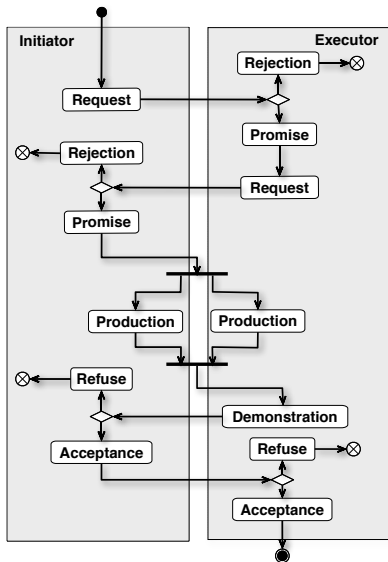 Initiator
Executor
Rejection
Request
Promise
Rejection
Request
Promise
Production
Production
Refuse
Demonstration
Refuse
Acceptance
Acceptance